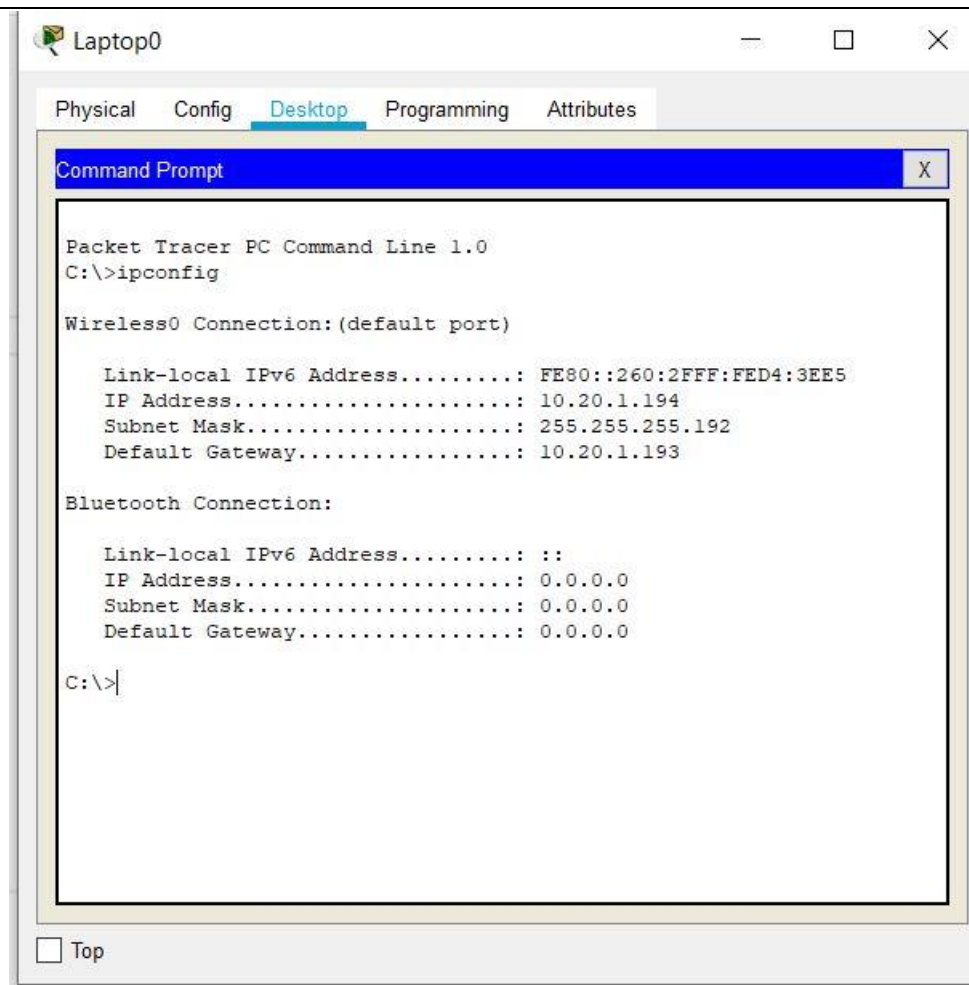 Laptop0
Physical Config Desktop Programming Attributes
Command Prompt X
Packet Tracer PC Command Line 1.0
C:\>ipconfig
Wireless0 Connection:(default port)
Link-local IPv6 Address.........: FE80::260:2FFF:FED4:3EE5
IP Address......................: 10.20.1.194
Subnet Mask.....................: 255.255.255.192
Default Gateway.................: 10.20.1.193
Bluetooth Connection:
Link-local IPv6 Address.........: ::
IP Address......................: 0.0.0.0
Subnet Mask.....................: 0.0.0.0
Default Gateway.................: 0.0.0.0
C:\>
Top